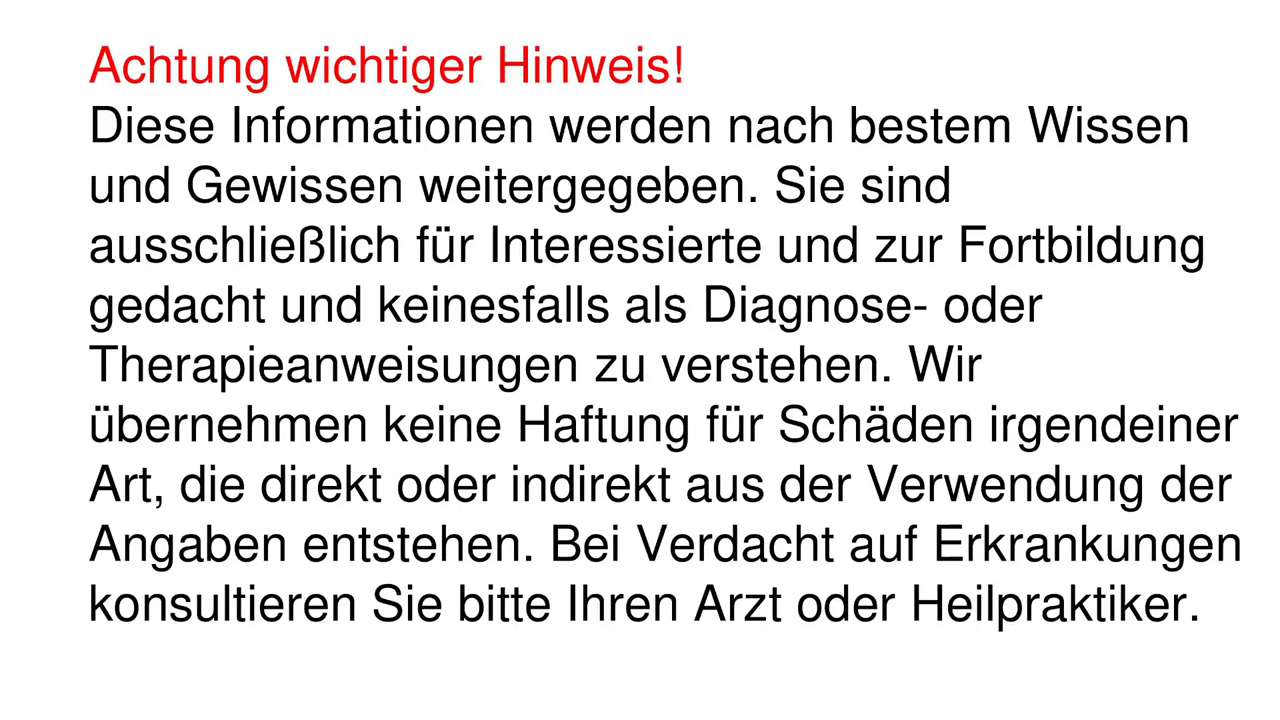 Achtung wichtiger Hinweis!
Diese Informationen werden nach bestem Wissen
und Gewissen weitergegeben. Sie sind
ausschließlich für Interessierte und zur Fortbildung
gedacht und keinesfalls als Diagnose- oder
Therapieanweisungen zu verstehen. Wir
übernehmen keine Haftung für Schäden irgendeiner
Art, die direkt oder indirekt aus der Verwendung der
Angaben entstehen. Bei Verdacht auf Erkrankungen
konsultieren Sie bitte Ihren Arzt oder Heilpraktiker.